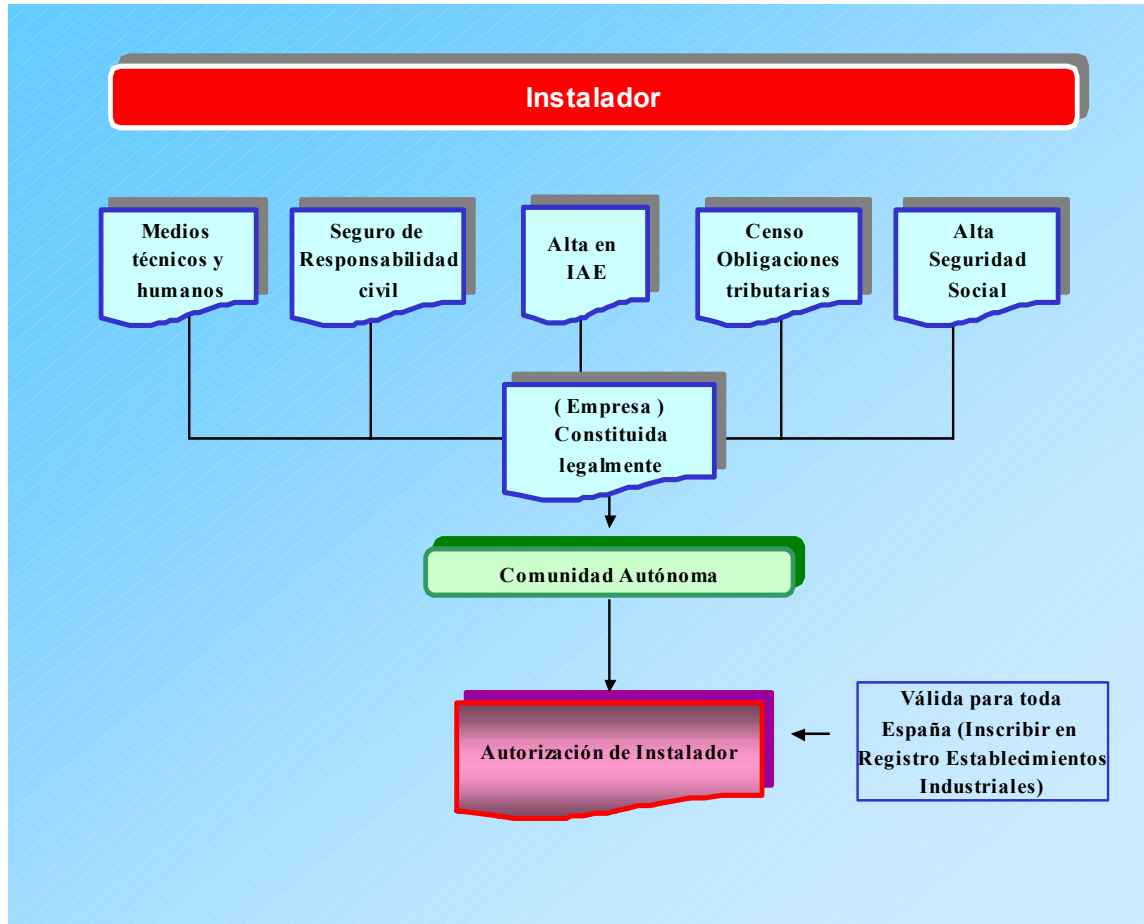 Instalador
Medios
técnicos y
humanos
Seguro de
Responsabilidad
civil
Alta en
IAE
Censo
Obligaciones
tributarias
Alta
Seguridad
Social
( Empresa )
Constituida
legalmente
Comunidad Autónoma
Autorización de Instalador
Válida para toda
España (Inscribir en
Registro Establecimientos
Industriales)